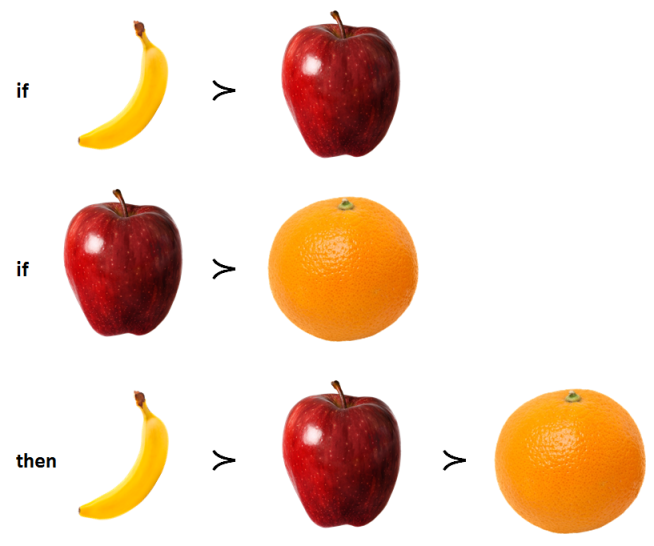 if ≻
if ≻
then ≻ ≻